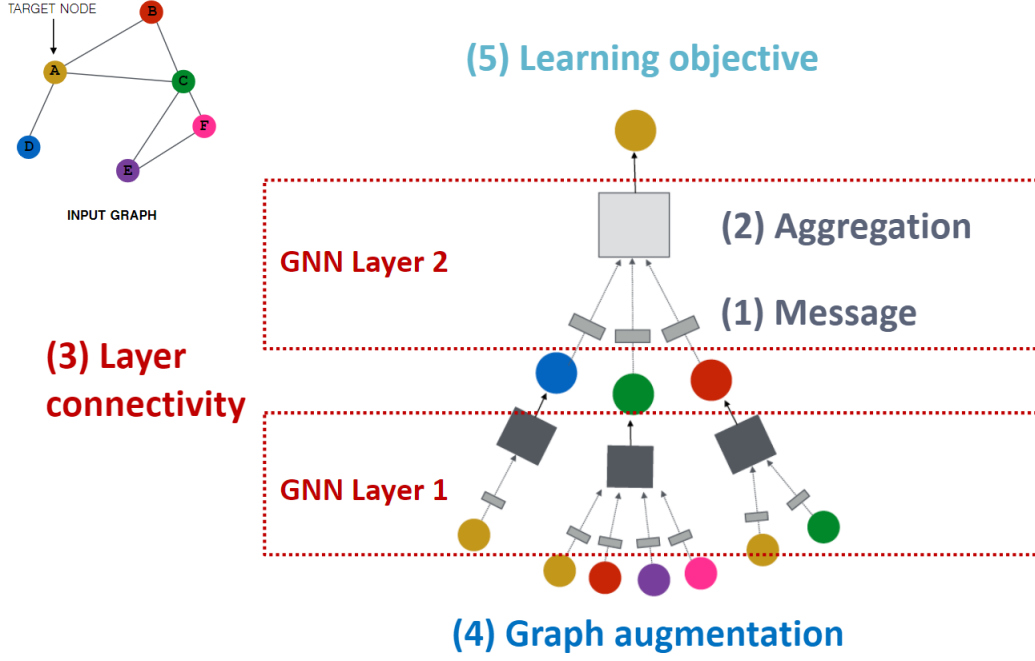 TARGET NODE
B
A
C
F
D
E
INPUT GRAPH
(5) Learning objective
(2) Aggregation
GNN Layer 2
(1) Message
(3) Layer
connectivity
GNN Layer 1
(4) Graph augmentation